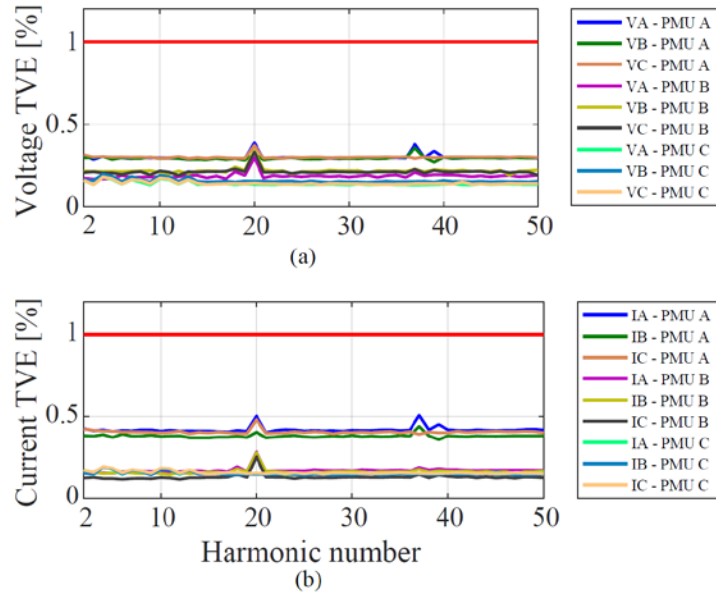 Voltage TVE [%]
1
0.5
0
2
10
20
30
40
50
(a)
VA - PMU A
VB - PMU A
VC - PMU A
VA - PMU B
VB - PMU B
VC - PMU B
VA - PMU C
VB - PMU C
VC - PMU C
Current TVE [%]
1
0.5
0
2
10
20
30
40
50
Harmonic number
(b)
IA - PMU A
IB - PMU A
IC - PMU A
IA - PMU B
IB - PMU B
IC - PMU B
IA - PMU C
IB - PMU C
IC - PMU C